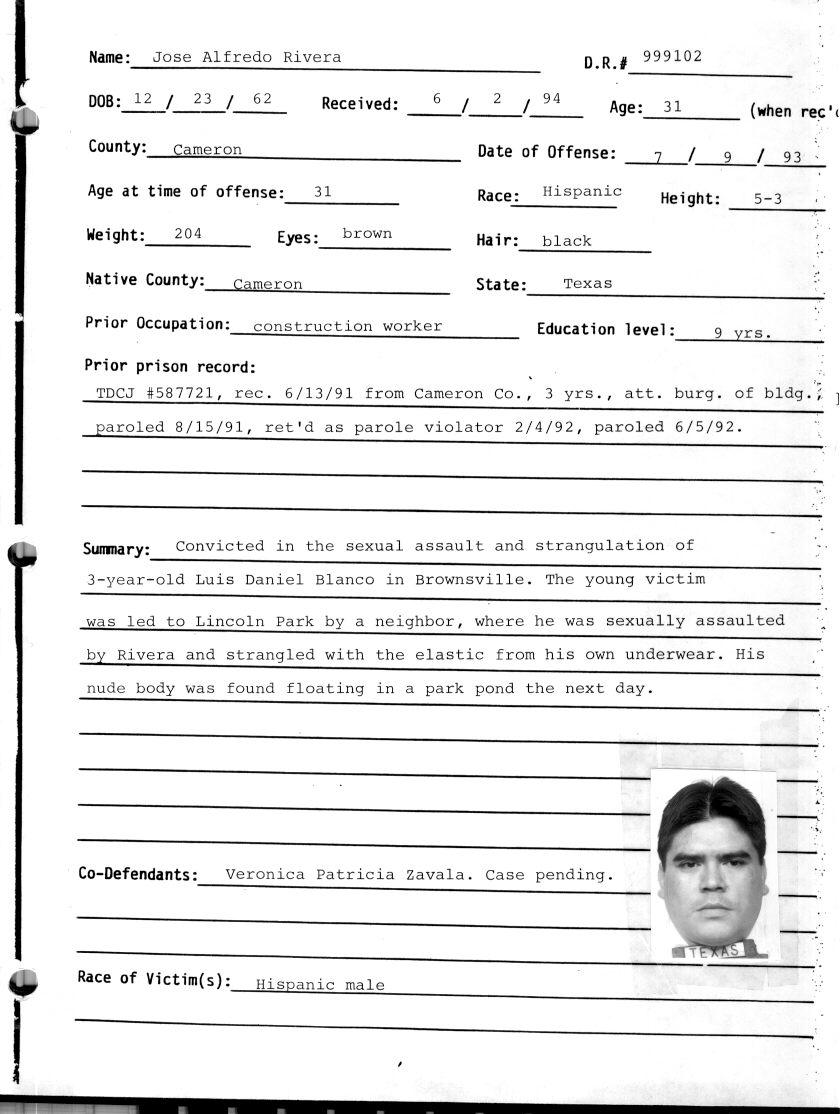 Name: Jose Alfredo Rivera D.R.# 999102
DOB: 12 / 23 / 62 Received: 6 / 2 / 94 Age: 31 (when rec'd
County: Cameron Date of Offense: 7 / 9 / 93
Age at time of offense: 31 Race: Hispanic Height: 5-3
Weight: 204 Eyes: brown Hair: black
Native County: Cameron State: Texas
Prior Occupation: construction worker Education level: 9 yrs.
Prior prison record:
TDCJ #587721, rec. 6/13/91 from Cameron Co., 3 yrs., att. burg. of bldg.;
paroled 8/15/91, ret'd as parole violator 2/4/92, paroled 6/5/92.
Summary: Convicted in the sexual assault and strangulation of
3-year-old Luis Daniel Blanco in Brownsville. The young victim
was led to Lincoln Park by a neighbor, where he was sexually assaulted
by Rivera and strangled with the elastic from his own underwear. His
nude body was found floating in a park pond the next day.
Co-Defendants: Veronica Patricia Zavala. Case pending.
TEXAS
Race of Victim(s): Hispanic male